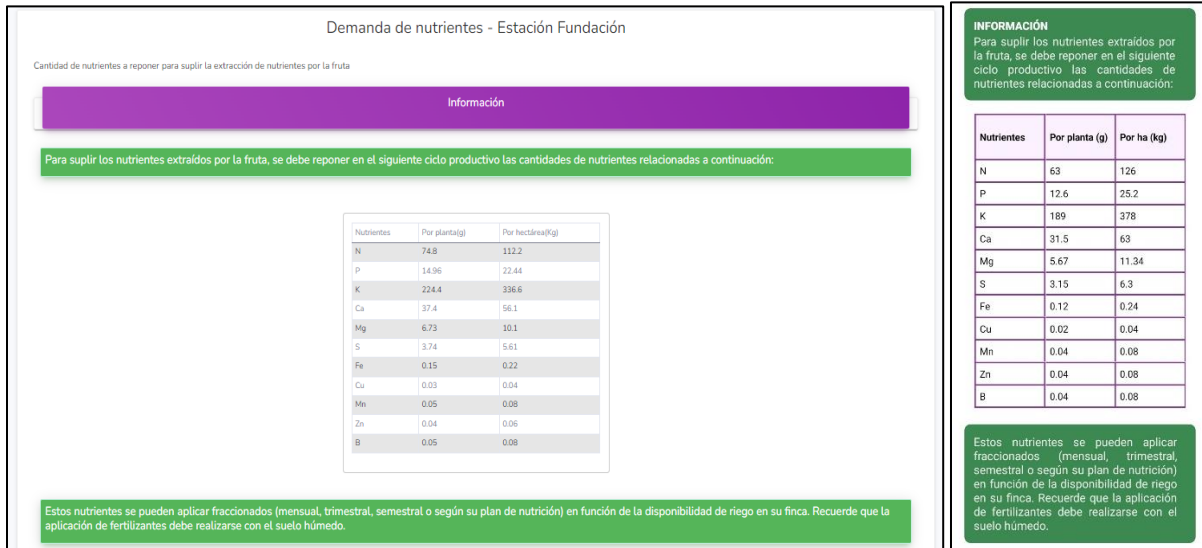 Demanda de nutrientes - Estación Fundación
Cantidad de nutrientes a reponer para suplir la extracción de nutrientes por la fruta
Información
Para suplir los nutrientes extraídos por la fruta, se debe reponer en el siguiente ciclo productivo las cantidades de nutrientes relacionadas a continuación:
Nutrientes Por planta(g) Por hectárea(Kg)
N 74.8 112.2
P 14.96 22.44
K 224.4 336.6
Ca 37.4 56.1
Mg 6.73 10.1
S 3.74 5.61
Fe 0.15 0.22
Cu 0.03 0.04
Mn 0.05 0.08
Zn 0.04 0.06
B 0.05 0.08
Estos nutrientes se pueden aplicar fraccionados (mensual, trimestral, semestral o según su plan de nutrición) en función de la disponibilidad de riego en su finca. Recuerde que la
aplicación de fertilizantes debe realizarse con el suelo húmedo.
INFORMACIÓN
Para suplir los nutrientes extraídos por
la fruta, se debe reponer en el siguiente
ciclo productivo las cantidades de
nutrientes relacionadas a continuación:
Nutrientes Por planta (g) Por ha (kg)
N 63 126
P 12.6 25.2
K 189 378
Ca 31.5 63
Mg 5.67 11.34
S 3.15 6.3
Fe 0.12 0.24
Cu 0.02 0.04
Mn 0.04 0.08
Zn 0.04 0.08
B 0.04 0.08
Estos nutrientes se pueden aplicar
fraccionados (mensual, trimestral,
semestral o según su plan de nutrición)
en función de la disponibilidad de riego
en su finca. Recuerde que la aplicación
de fertilizantes debe realizarse con el
suelo húmedo.